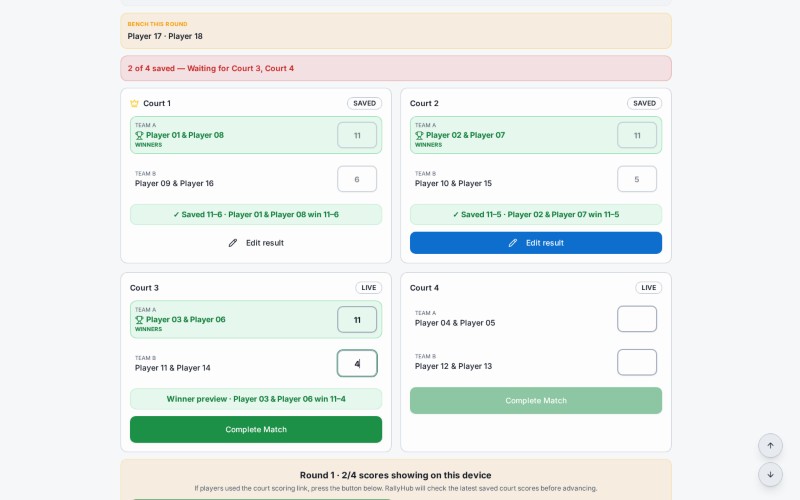 BENCH THIS ROUND
Player 17 · Player 18
2 of 4 saved — Waiting for Court 3, Court 4
Court 1
SAVED
TEAM A
Player 01 & Player 08
WINNERS
11
TEAM B
Player 09 & Player 16
6
✓ Saved 11–6 · Player 01 & Player 08 win 11–6
Edit result
Court 2
SAVED
TEAM A
Player 02 & Player 07
WINNERS
11
TEAM B
Player 10 & Player 15
5
✓ Saved 11–5 · Player 02 & Player 07 win 11–5
Edit result
Court 3
LIVE
TEAM A
Player 03 & Player 06
WINNERS
11
TEAM B
Player 11 & Player 14
4
Winner preview · Player 03 & Player 06 win 11–4
Complete Match
Court 4
LIVE
TEAM A
Player 04 & Player 05
TEAM B
Player 12 & Player 13
Complete Match
Round 1 · 2/4 scores showing on this device
If players used the court scoring link, press the button below. RallyHub will check the latest saved court scores before advancing.